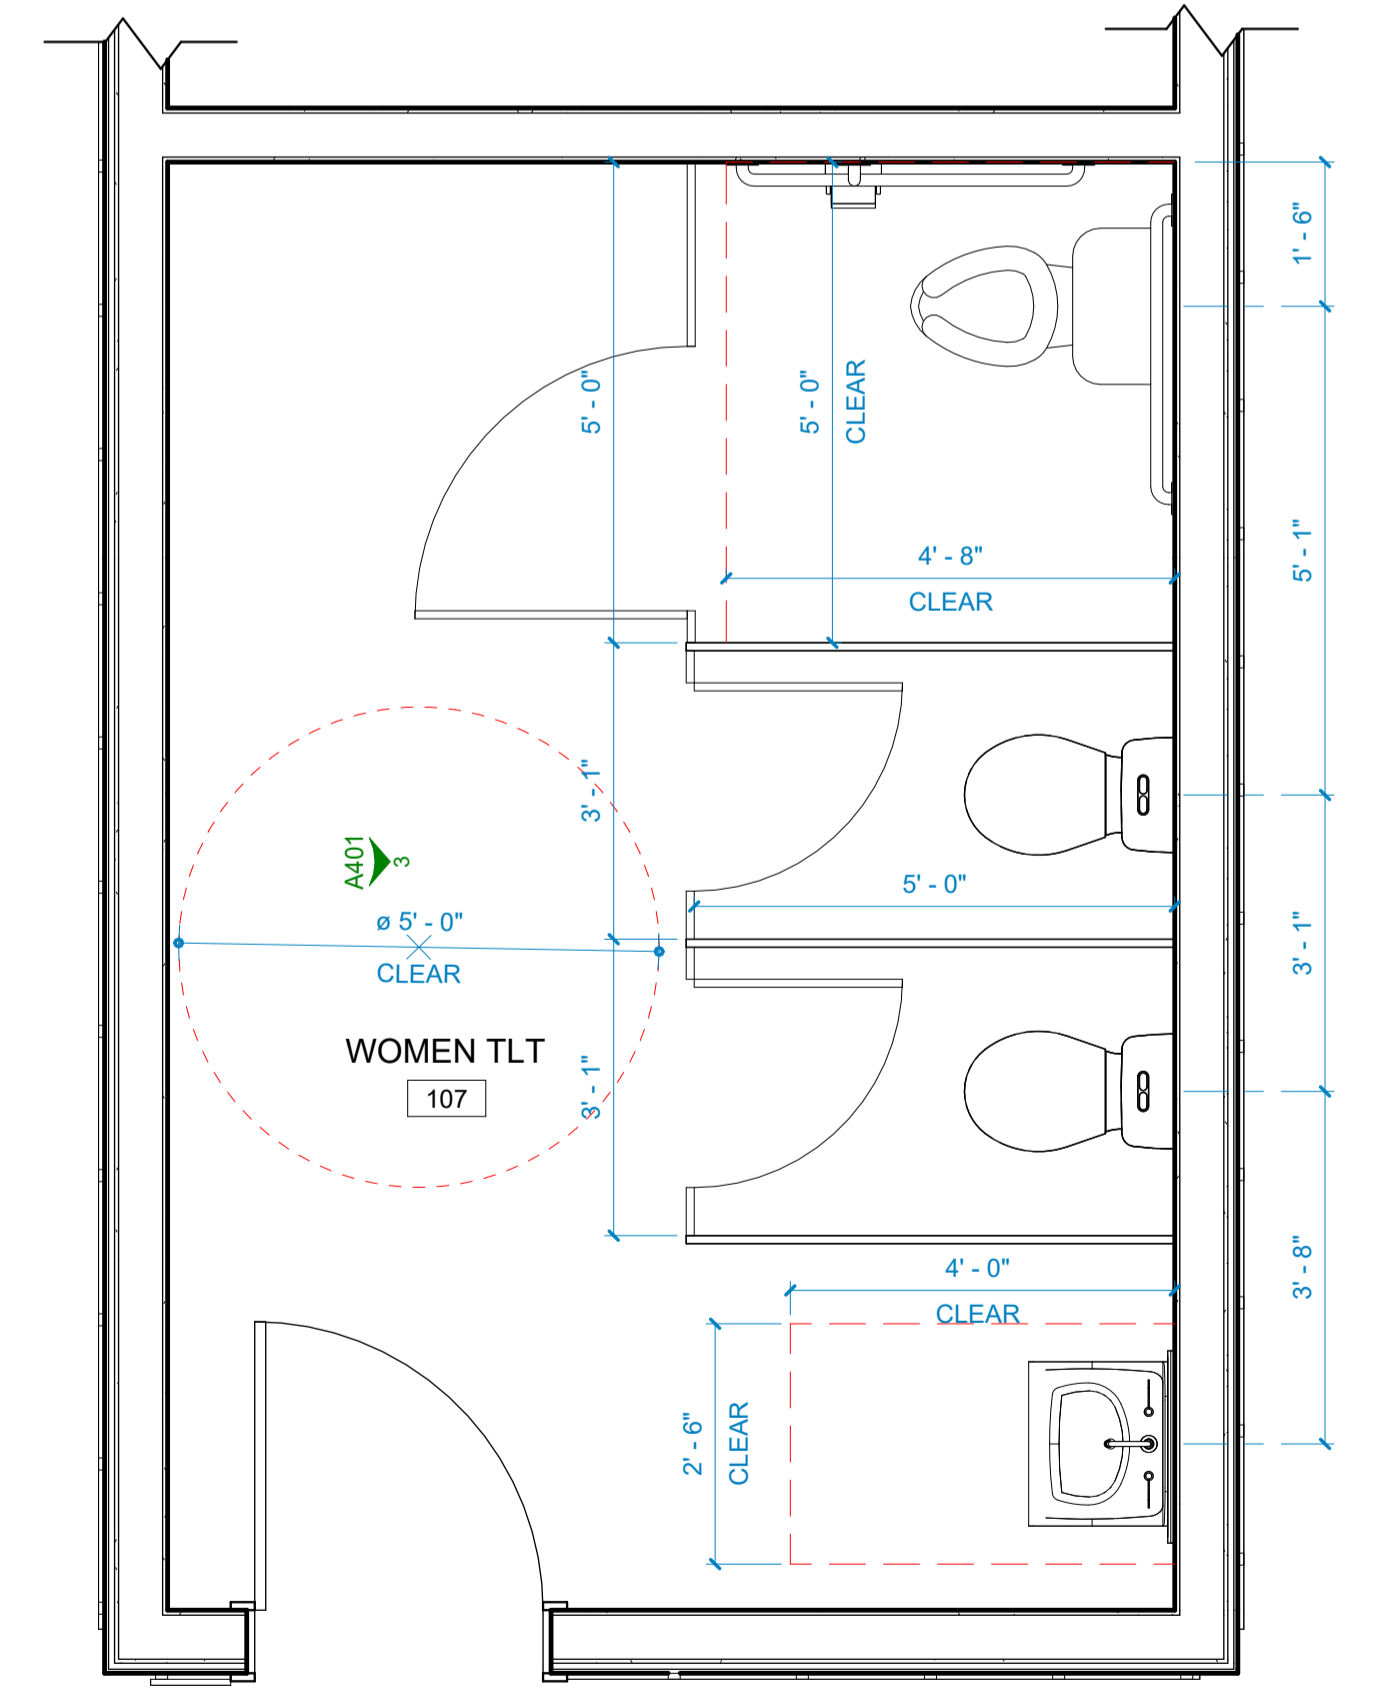 1' - 6"
5' - 0"
5' - 0"
CLEAR
4' - 8"
CLEAR
5' - 1"
3' - 1"
A401
3
5' - 0"
ø 5' - 0"
CLEAR
3' - 1"
WOMEN TLT
107
3' - 1"
3' - 8"
4' - 0"
CLEAR
2' - 6"
CLEAR